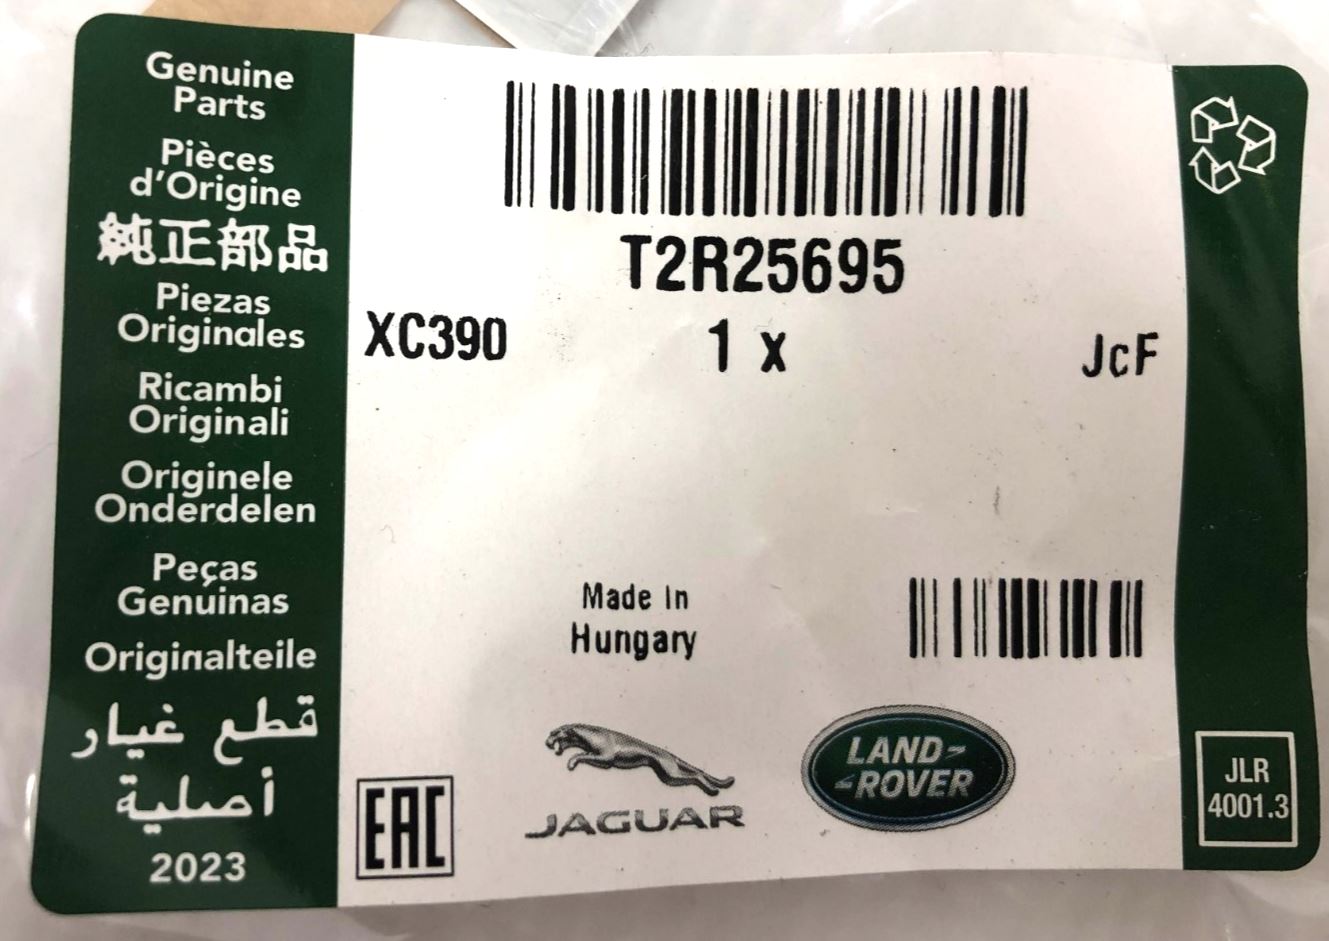 Genuine
Parts
Pièces
d'Origine
純正部品
Piezas
Originales
Ricambi
Originali
Originele
Onderdelen
Peças
Genuinas
Originalteile
قطع غيار
أصلية
2023
T2R25695
XC390 1 x JcF
Made In
Hungary
EAC
JAGUAR
LAND-
-ROVER
JLR
4001.3